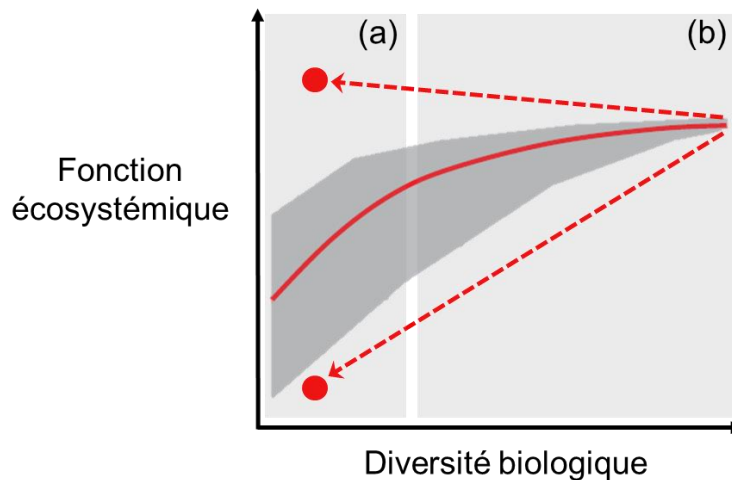 (a)
(b)
Fonction
écosystémique
Diversité biologique